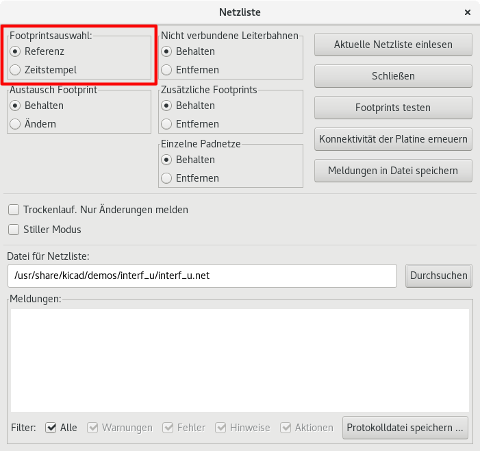 Netzliste
Footprintsauswahl:
Referenz
Zeitstempel
Nicht verbundene Leiterbahnen
Behalten
Entfernen
Aktuelle Netzliste einlesen
Schließen
Austausch Footprint
Behalten
Ändern
Zusätzliche Footprints
Behalten
Entfernen
Footprints testen
Konnektivität der Platine erneuern
Einzelne Padnetze
Behalten
Entfernen
Meldungen in Datei speichern
Trockenlauf. Nur Änderungen melden
Stiller Modus
Datei für Netzliste:
/usr/share/kicad/demos/interf_u/interf_u.net
Durchsuchen
Meldungen:
Filter: Alle Warnungen Fehler Hinweise Aktionen Protokolldatei speichern ...